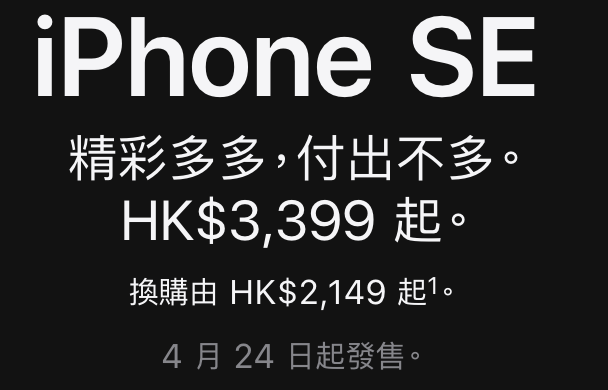 iPhone SE
精彩多多，付出不多。
HK$3,399 起。
換購由 HK$2,149 起¹。
4 月 24 日起發售。